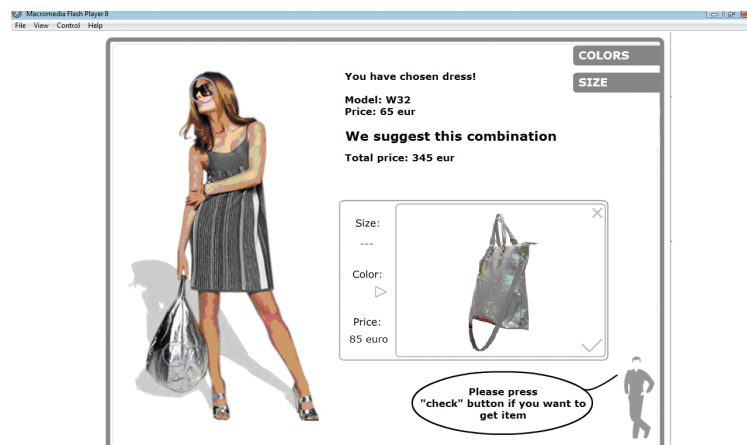 Macromedia Flash Player 8
File View Control Help
COLORS
SIZE
You have chosen dress!
Model: W32
Price: 65 eur
We suggest this combination
Total price: 345 eur
Size:
---
Color:
Price:
85 euro
Please press
"check" button if you want to
get item